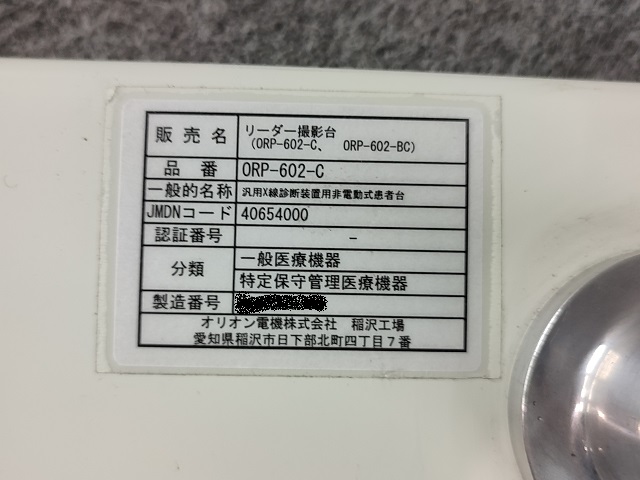 販売名 リーダー撮影台
(ORP-602-C、 ORP-602-BC)
品番 ORP-602-C
一般的名称 汎用X線診断装置用非電動式患者台
JMDNコード 40654000
認証番号 -
分類 一般医療機器
特定保守管理医療機器
製造番号
オリオン電機株式会社 稲沢工場
愛知県稲沢市日下部北町四丁目7番